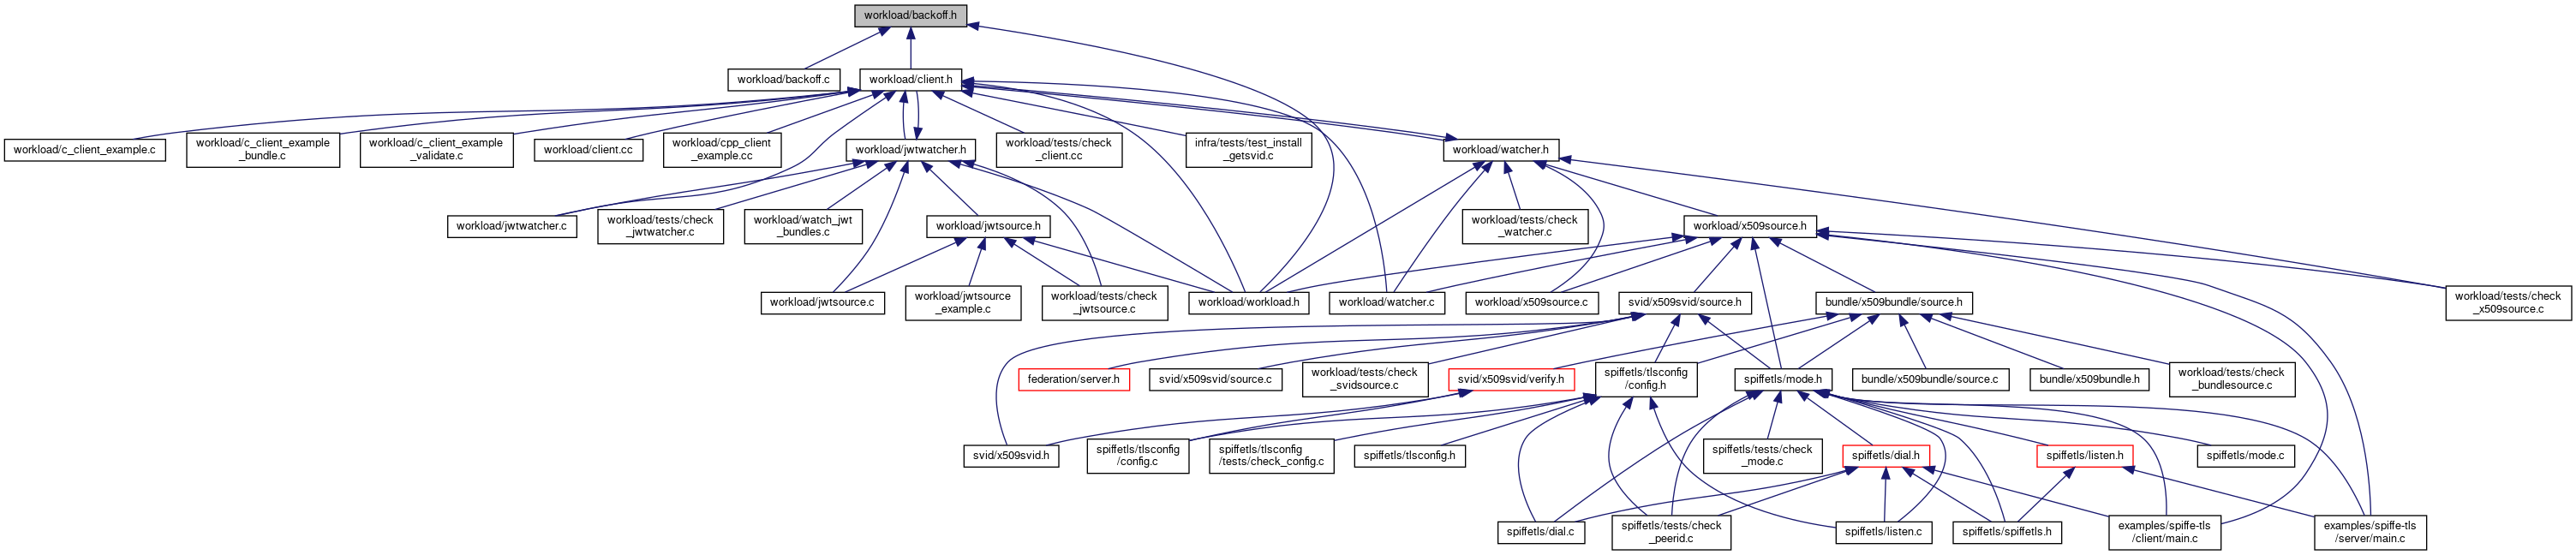 workload/backoff.h
workload/backoff.c
workload/client.h
workload/c_client_example.c
workload/c_client_example
_bundle.c
workload/c_client_example
_validate.c
workload/client.cc
workload/cpp_client
_example.cc
workload/jwtwatcher.h
workload/tests/check
_client.cc
infra/tests/test_install
_getsvid.c
workload/watcher.h
workload/jwtwatcher.c
workload/tests/check
_jwtwatcher.c
workload/watch_jwt
_bundles.c
workload/jwtsource.h
workload/tests/check
_watcher.c
workload/x509source.h
workload/jwtsource.c
workload/jwtsource
_example.c
workload/tests/check
_jwtsource.c
workload/workload.h
workload/watcher.c
workload/x509source.c
svid/x509svid/source.h
bundle/x509bundle/source.h
workload/tests/check
_x509source.c
federation/server.h
svid/x509svid/source.c
workload/tests/check
_svidsource.c
svid/x509svid/verify.h
spiffetls/tlsconfig
/config.h
spiffetls/mode.h
bundle/x509bundle/source.c
bundle/x509bundle.h
workload/tests/check
_bundlesource.c
svid/x509svid.h
spiffetls/tlsconfig
/config.c
spiffetls/tlsconfig
/tests/check_config.c
spiffetls/tlsconfig.h
spiffetls/tests/check
_mode.c
spiffetls/dial.h
spiffetls/listen.h
spiffetls/mode.c
spiffetls/dial.c
spiffetls/tests/check
_peerid.c
spiffetls/listen.c
spiffetls/spiffetls.h
examples/spiffe-tls
/client/main.c
examples/spiffe-tls
/server/main.c